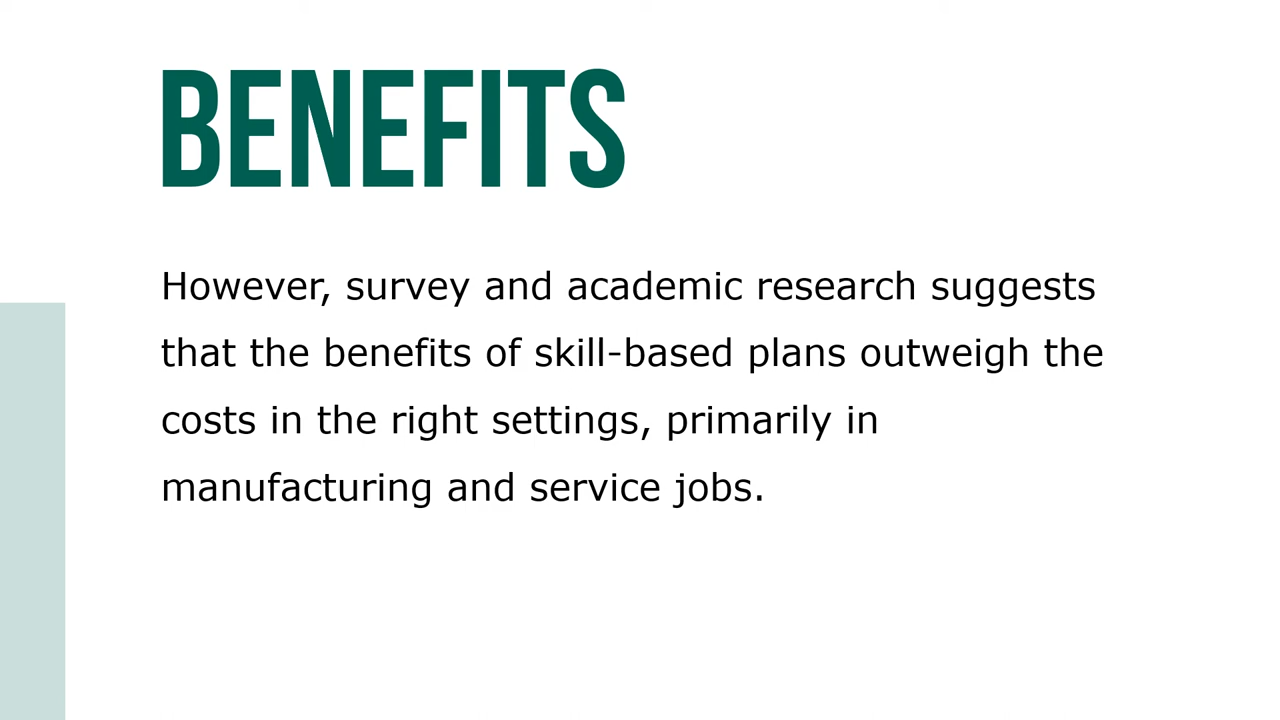 BENEFITS
However, survey and academic research suggests
that the benefits of skill-based plans outweigh the
costs in the right settings, primarily in
manufacturing and service jobs.